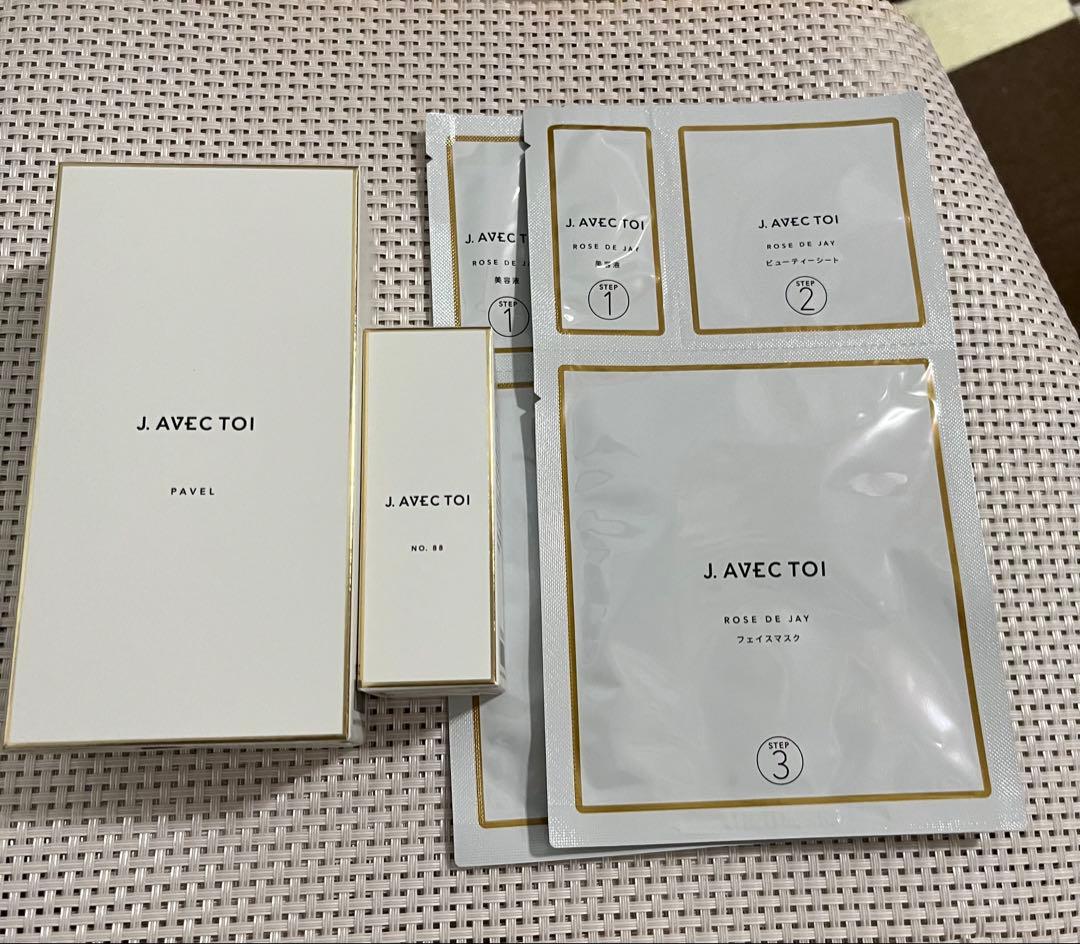 J. AVEC TOI
PAVEL
J. AVEC TOI
NO. 88
J. AVEC T
ROSE DE J
美容液
STEP
1
J. AVEC TOI
ROSE DE JAY
美容液
STEP
1
J. AVEC TOI
ROSE DE JAY
ビューティーシート
STEP
2
J. AVEC TOI
ROSE DE JAY
フェイスマスク
STEP
3